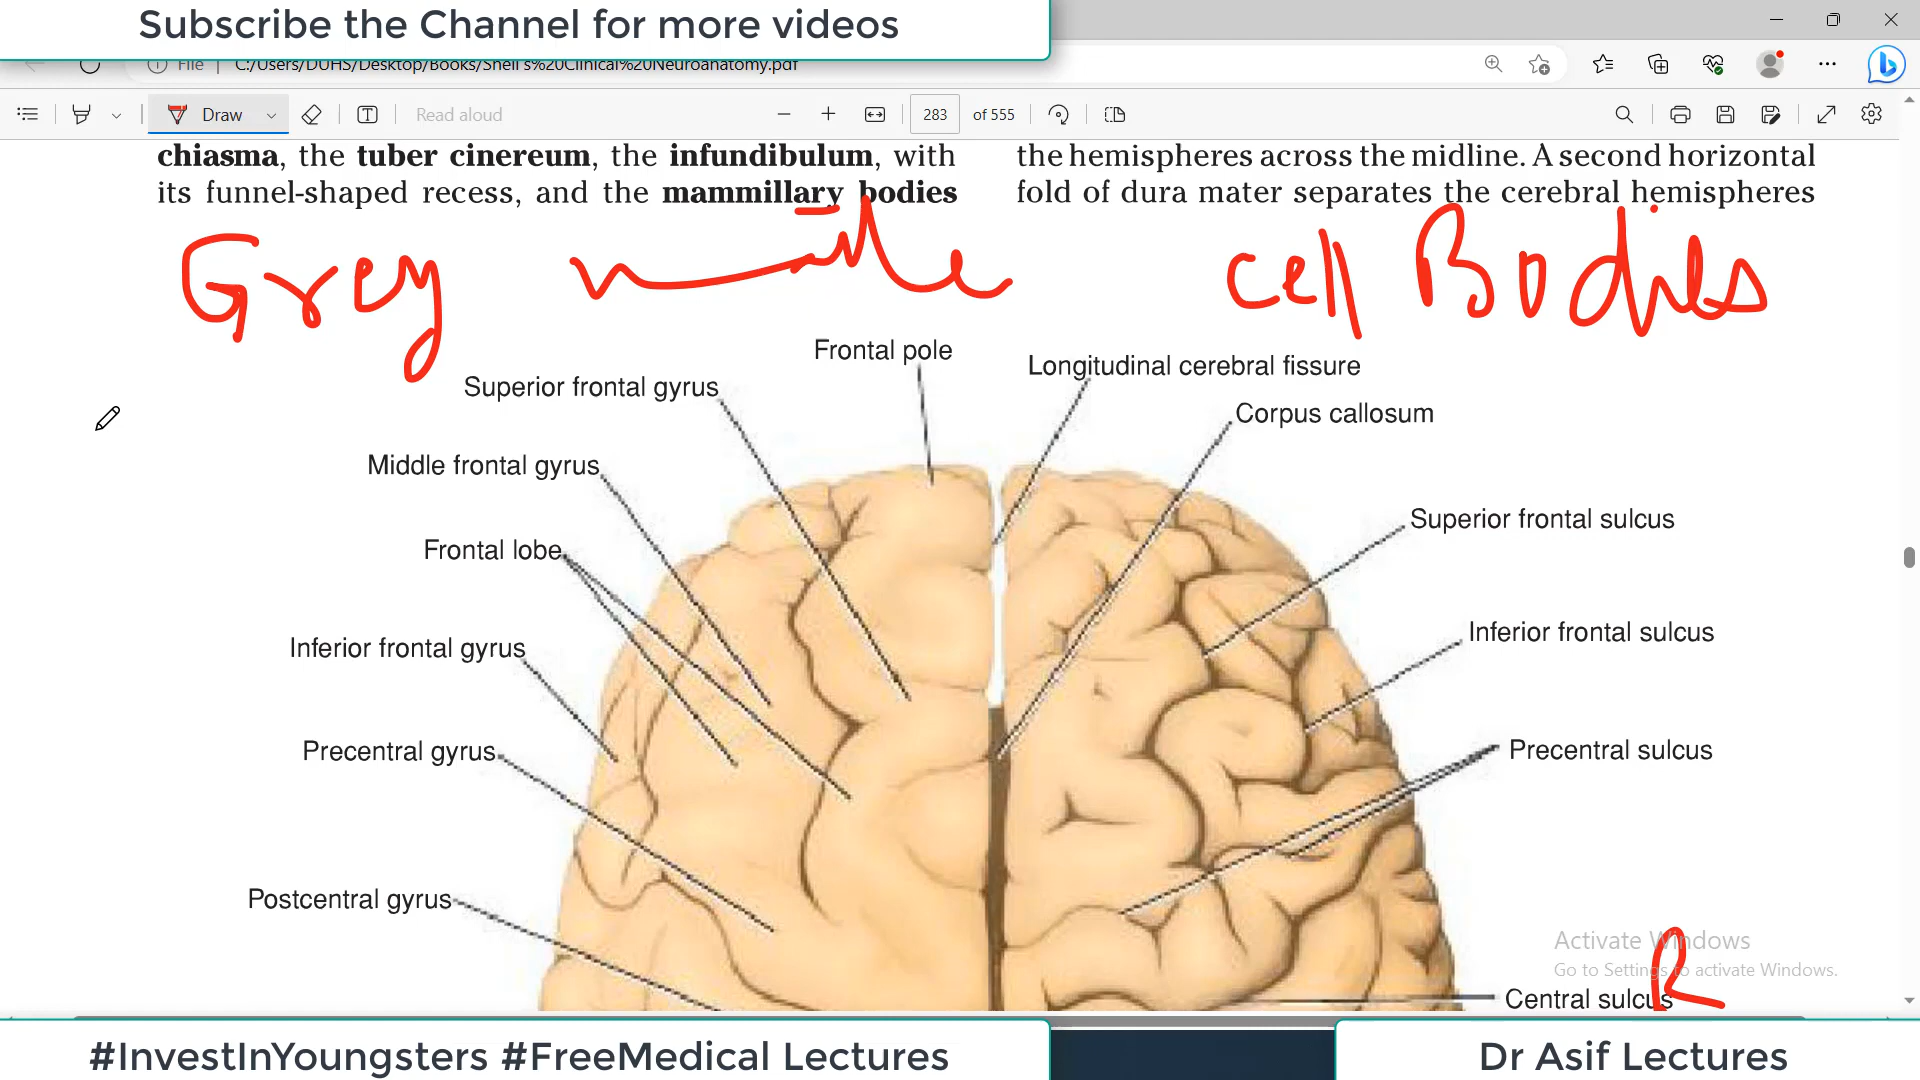 Subscribe the Channel for more videos
File | C:/Users/DUHS/Desktop/Books/Shell's%20Clinical%20Neuroanatomy.pdf
Draw
Read aloud
283 of 555
chiasma, the tuber cinereum, the infundibulum, with
its funnel-shaped recess, and the mammillary bodies
the hemispheres across the midline. A second horizontal
fold of dura mater separates the cerebral hemispheres
Grey
cell Bodies
Frontal pole
Longitudinal cerebral fissure
Superior frontal gyrus
Corpus callosum
Middle frontal gyrus
Superior frontal sulcus
Frontal lobe
Inferior frontal sulcus
Inferior frontal gyrus
Precentral gyrus
Precentral sulcus
Postcentral gyrus
Activate Windows
Go to Settings to activate Windows.
Central sulcus
R
#InvestInYoungsters #FreeMedical Lectures
Dr Asif Lectures